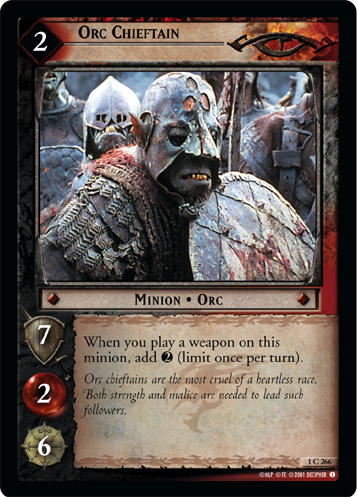 2
ORC CHIEFTAIN
MINION • ORC
7
When you play a weapon on this
minion, add ❷ (limit once per turn).
2
Orc chieftains are the most cruel of a heartless race.
Both strength and malice are needed to lead such
followers.
6
1 C 266
©NLP ©TE ©2001 DECIPHER 1